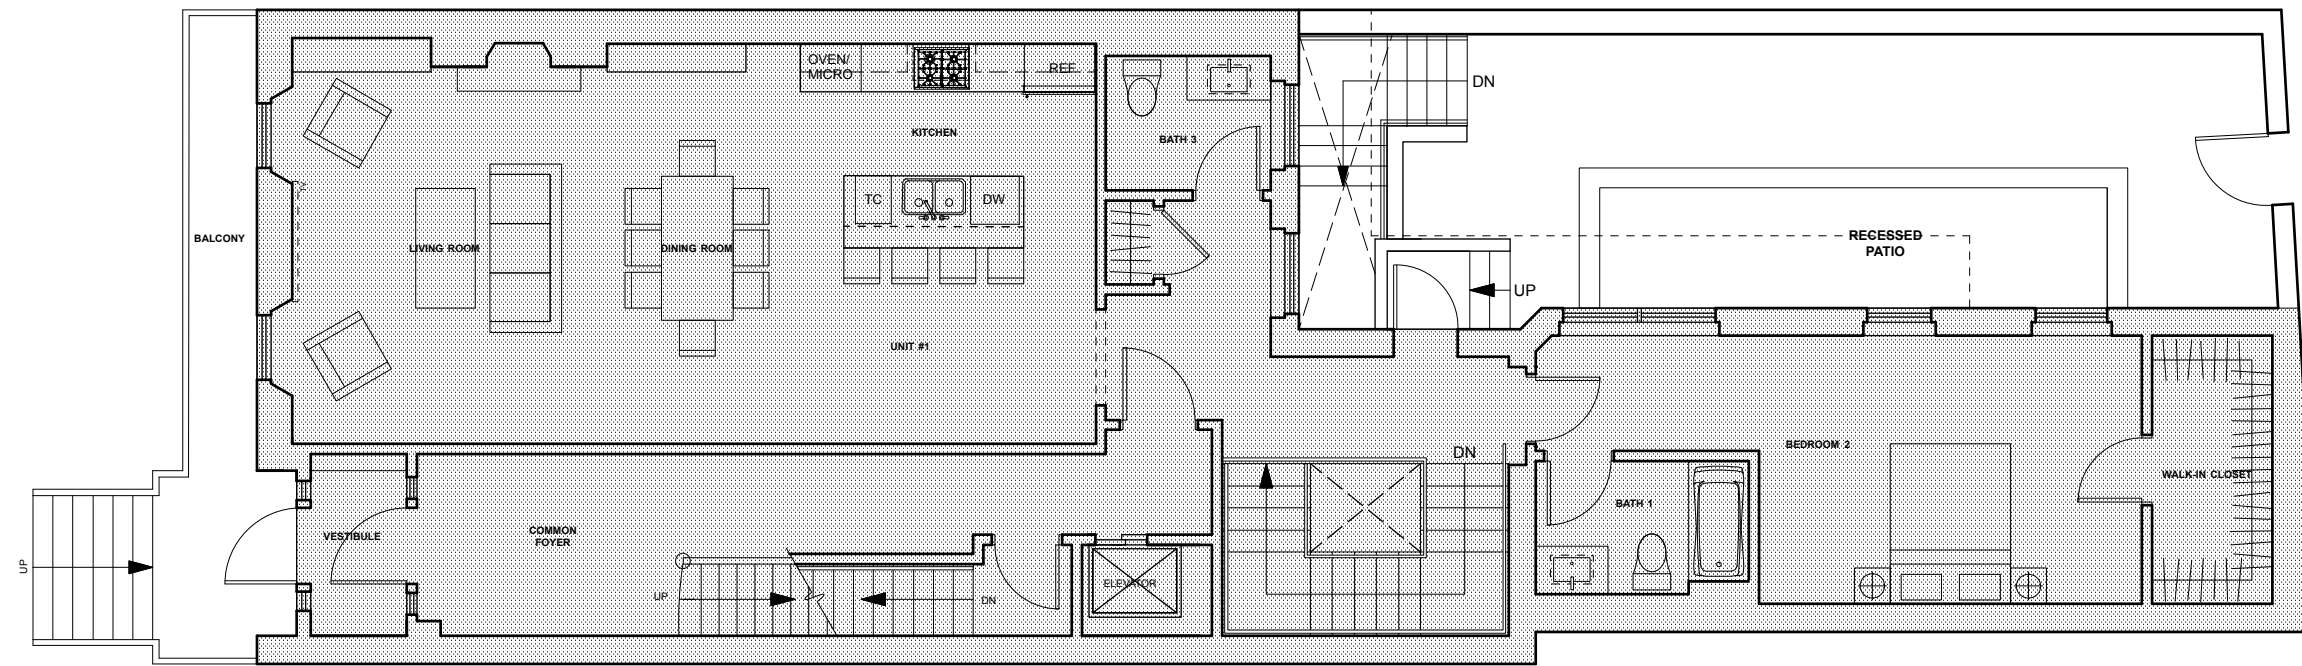 OVEN/
MICRO
REF
DN
KITCHEN
BATH 3
TC
DW
BALCONY
LIVING ROOM
DINING ROOM
TV
RECESSED
PATIO
UP
UNIT #1
BEDROOM 2
DN
WALK-IN CLOSET
BATH 1
COMMON
FOYER
VESTIBULE
UP
ELEVATOR
UP
DN